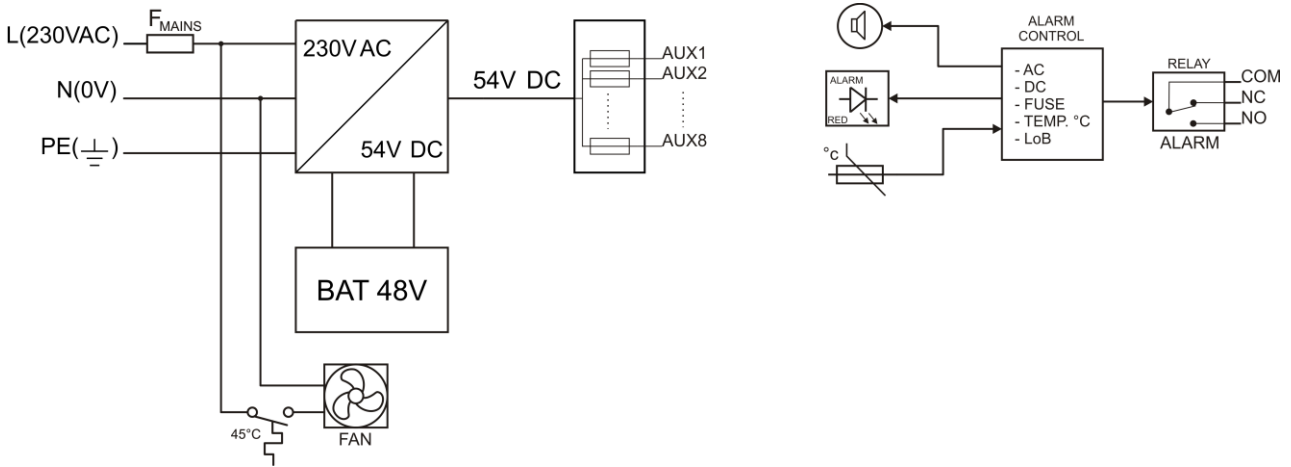 L(230VAC)
F MAINS
N(0V)
PE( )
230V AC
54V DC
54V DC
AUX1
AUX2
AUX8
BAT 48V
45°C
FAN
ALARM
RED
°c
ALARM
CONTROL
- AC
- DC
- FUSE
- TEMP. °C
- LoB
RELAY
COM
NC
NO
ALARM